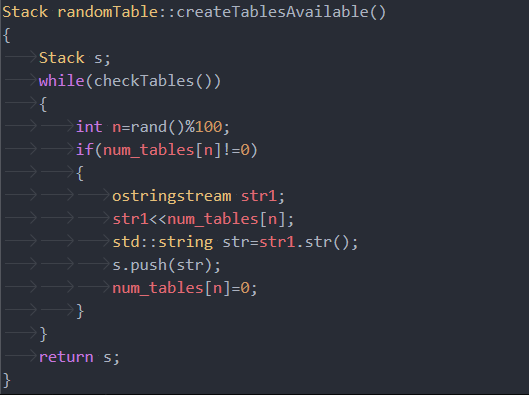 Stack randomTable::createTablesAvailable()
{
Stack s;
while(checkTables())
{
int n=rand()%100;
if(num_tables[n]!=0)
{
ostringstream str1;
str1<<num_tables[n];
std::string str=str1.str();
s.push(str);
num_tables[n]=0;
}
}
return s;
}